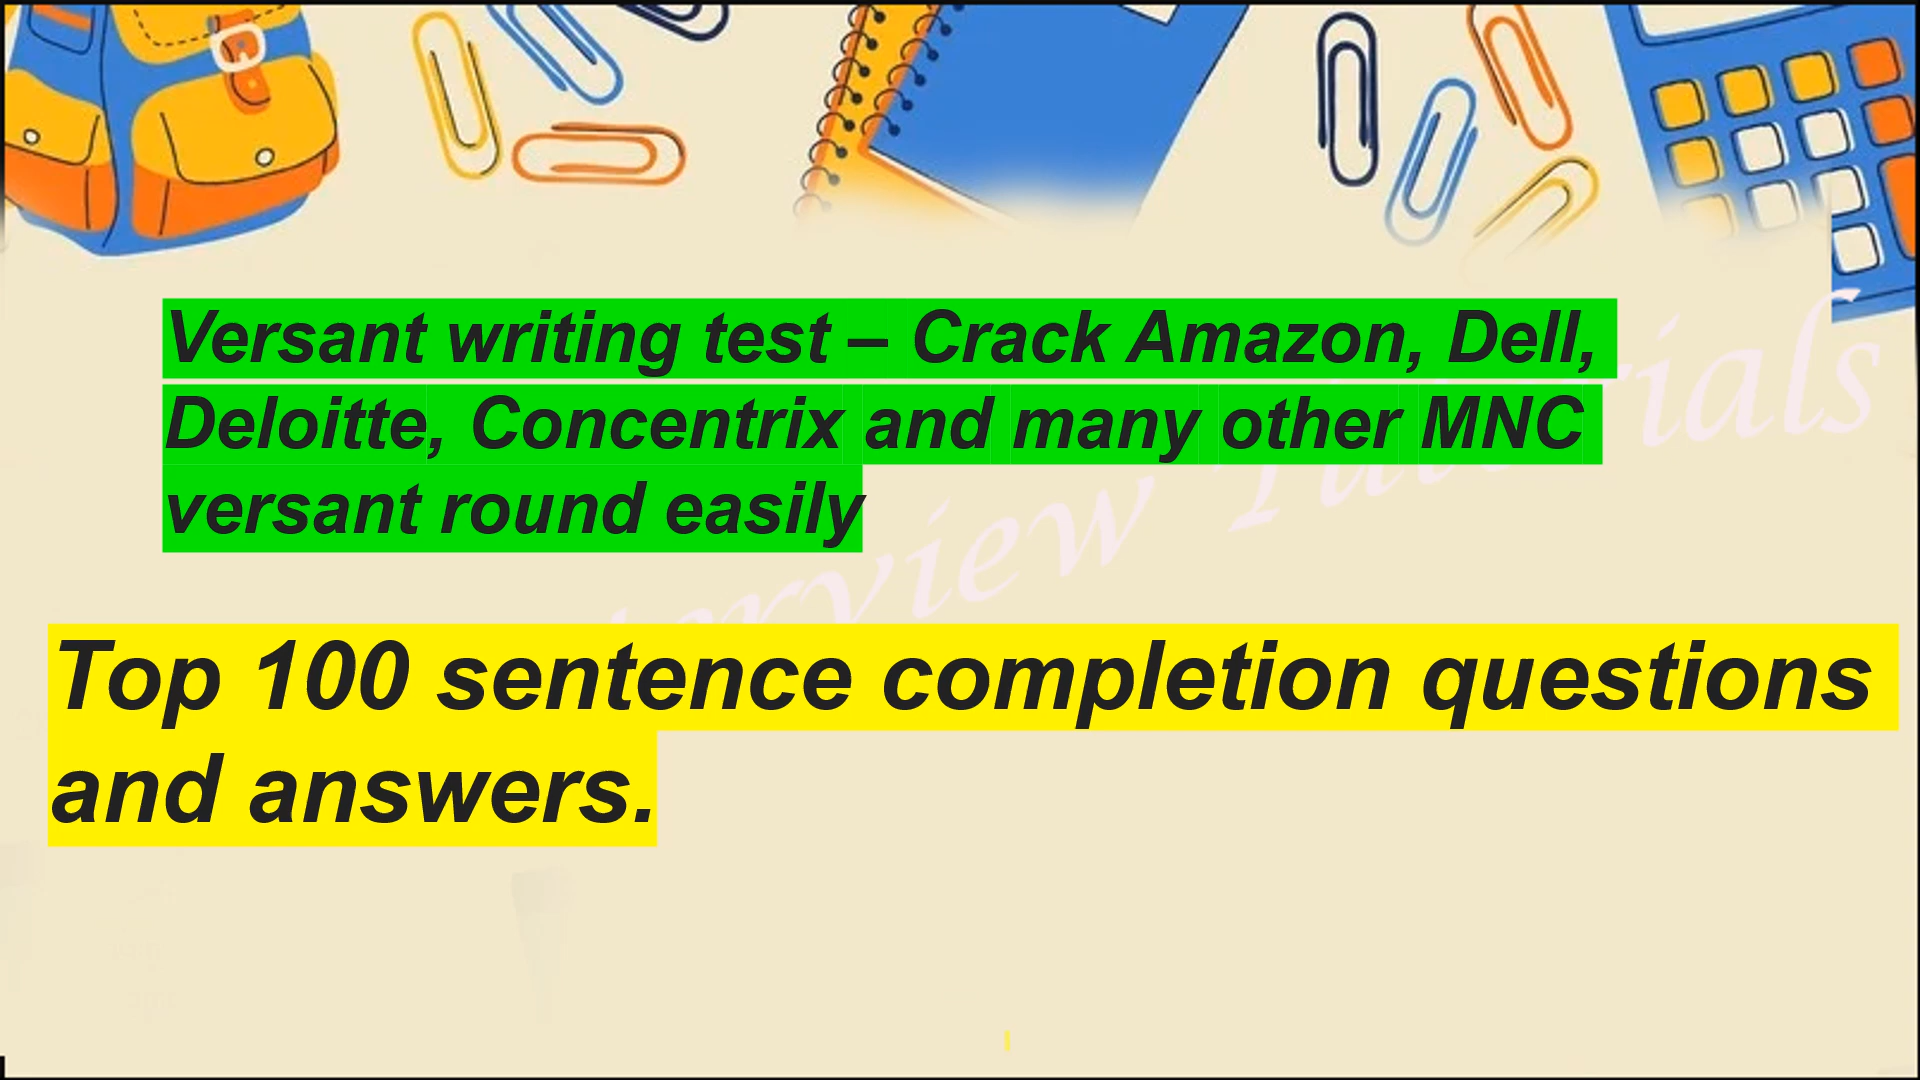 Versant writing test – Crack Amazon, Dell,
Deloitte, Concentrix and many other MNC
versant round easily
Top 100 sentence completion questions
and answers.